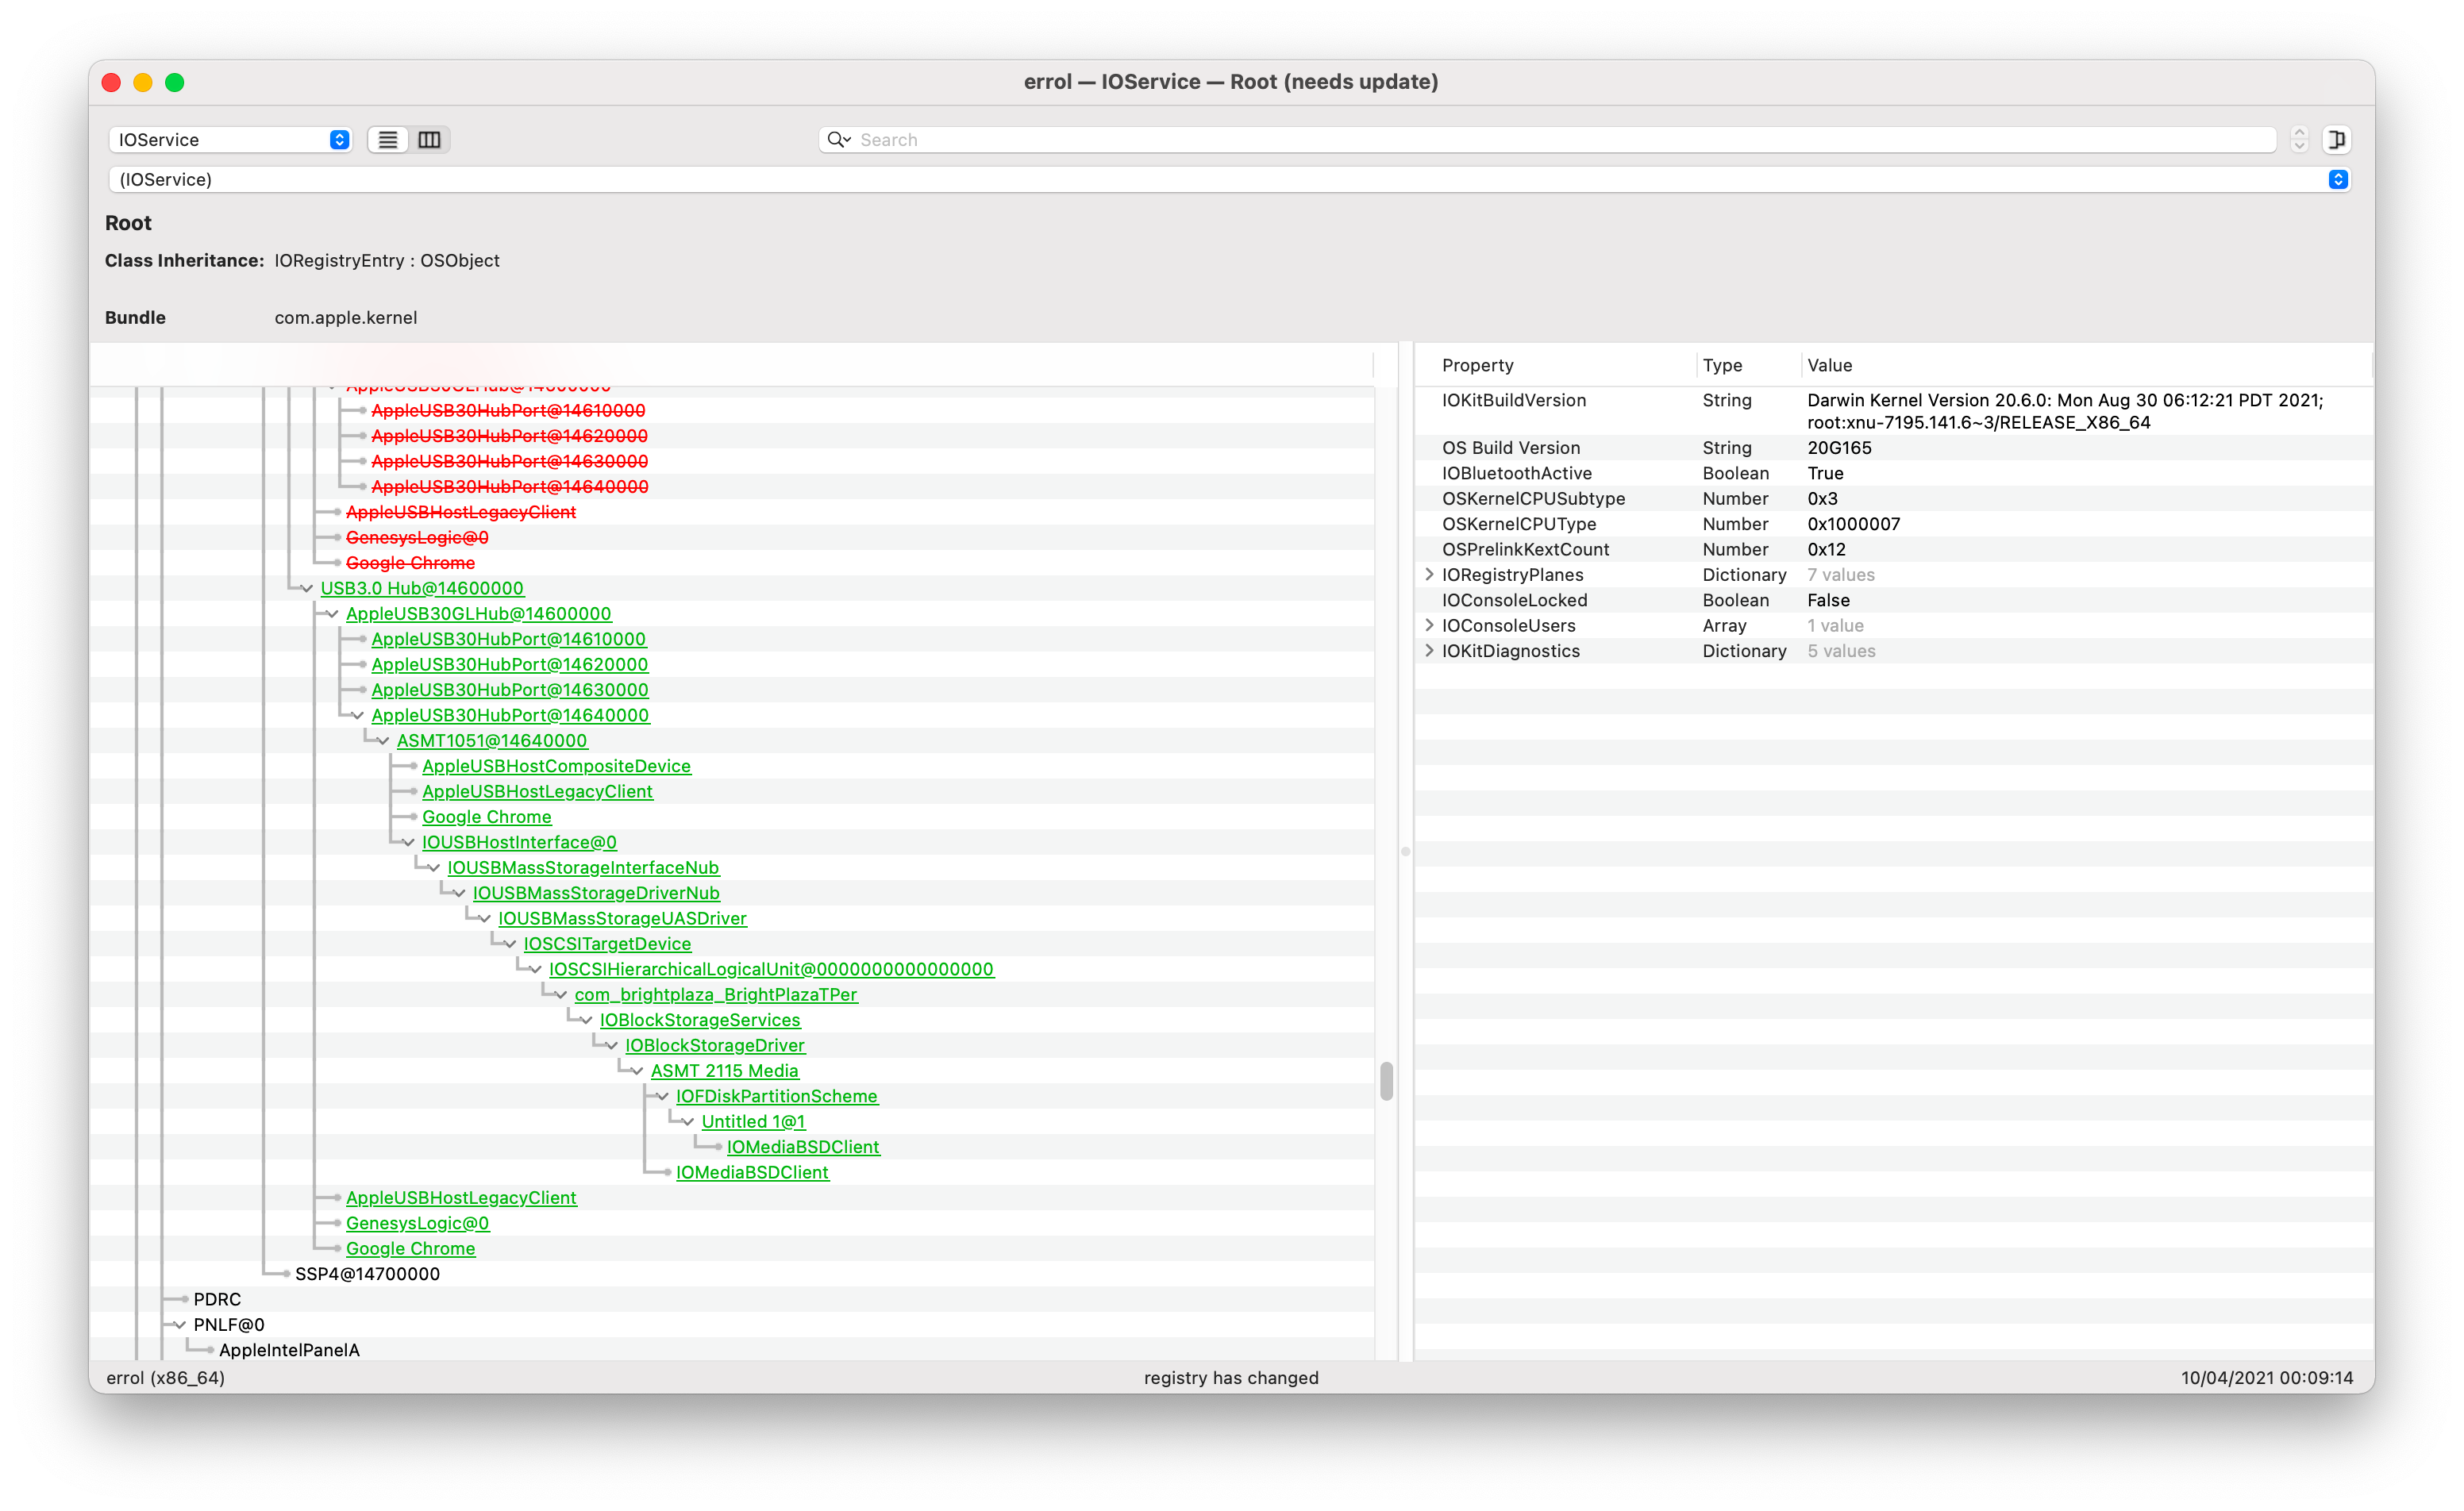 errol — IOService — Root (needs update)
IOService
Search
(IOService)
Root
Class Inheritance: IORegistryEntry : OSObject
Bundle com.apple.kernel
AppleUSB30HubPort@14610000
AppleUSB30HubPort@14620000
AppleUSB30HubPort@14630000
AppleUSB30HubPort@14640000
AppleUSBHostLegacyClient
GenesysLogic@0
Google Chrome
USB3.0 Hub@14600000
AppleUSB30GLHub@14600000
AppleUSB30HubPort@14610000
AppleUSB30HubPort@14620000
AppleUSB30HubPort@14630000
AppleUSB30HubPort@14640000
ASMT1051@14640000
AppleUSBHostCompositeDevice
AppleUSBHostLegacyClient
Google Chrome
IOUSBHostInterface@0
IOUSBMassStorageInterfaceNub
IOUSBMassStorageDriverNub
IOUSBMassStorageUASDriver
IOSCSITargetDevice
IOSCSIHierarchicalLogicalUnit@0000000000000000
com_brightplaza_BrightPlazaTPer
IOBlockStorageServices
IOBlockStorageDriver
ASMT 2115 Media
IOFDiskPartitionScheme
Untitled 1@1
IOMediaBSDClient
IOMediaBSDClient
AppleUSBHostLegacyClient
GenesysLogic@0
Google Chrome
SSP4@14700000
PDRC
PNLF@0
AppleIntelPanelA
Property Type Value
IOKitBuildVersion String Darwin Kernel Version 20.6.0: Mon Aug 30 06:12:21 PDT 2021;
root:xnu-7195.141.6~3/RELEASE_X86_64
OS Build Version String 20G165
IOBluetoothActive Boolean True
OSKernelCPUSubtype Number 0x3
OSKernelCPUType Number 0x1000007
OSPrelinkKextCount Number 0x12
IORegistryPlanes Dictionary 7 values
IOConsoleLocked Boolean False
IOConsoleUsers Array 1 value
IOKitDiagnostics Dictionary 5 values
errol (x86_64)
registry has changed
10/04/2021 00:09:14